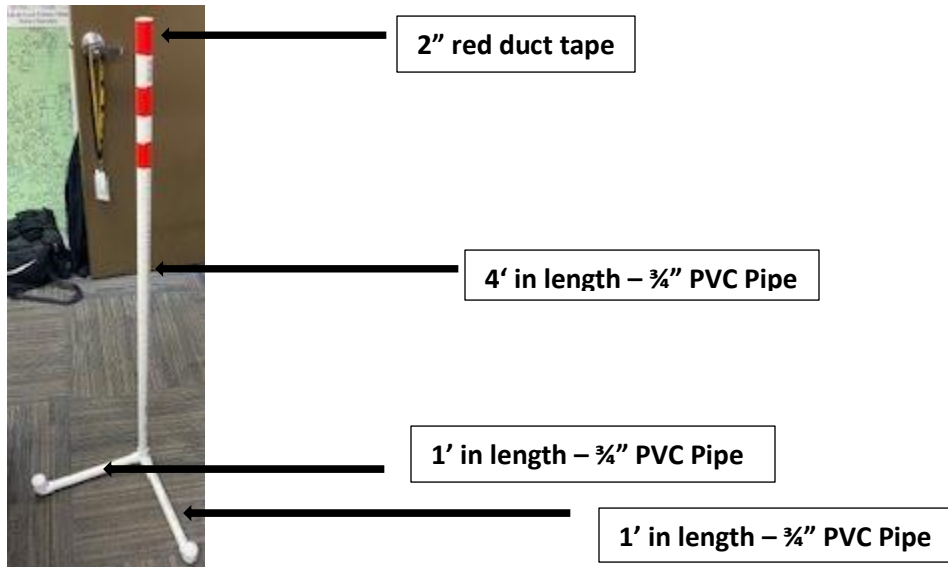 2” red duct tape
4‘ in length – ¾” PVC Pipe
1’ in length – ¾” PVC Pipe
1’ in length – ¾” PVC Pipe